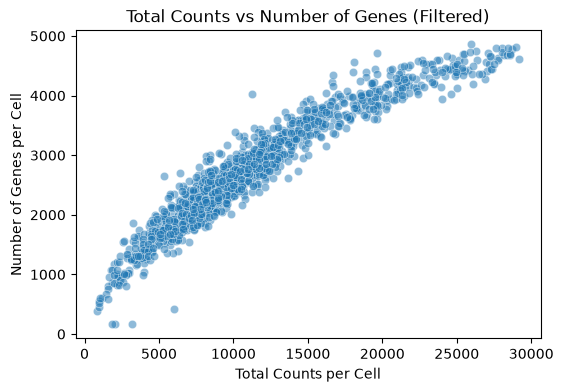 Total Counts vs Number of Genes (Filtered)
Number of Genes per Cell
5000
4000
3000
2000
1000
0
0 5000 10000 15000 20000 25000 30000
Total Counts per Cell